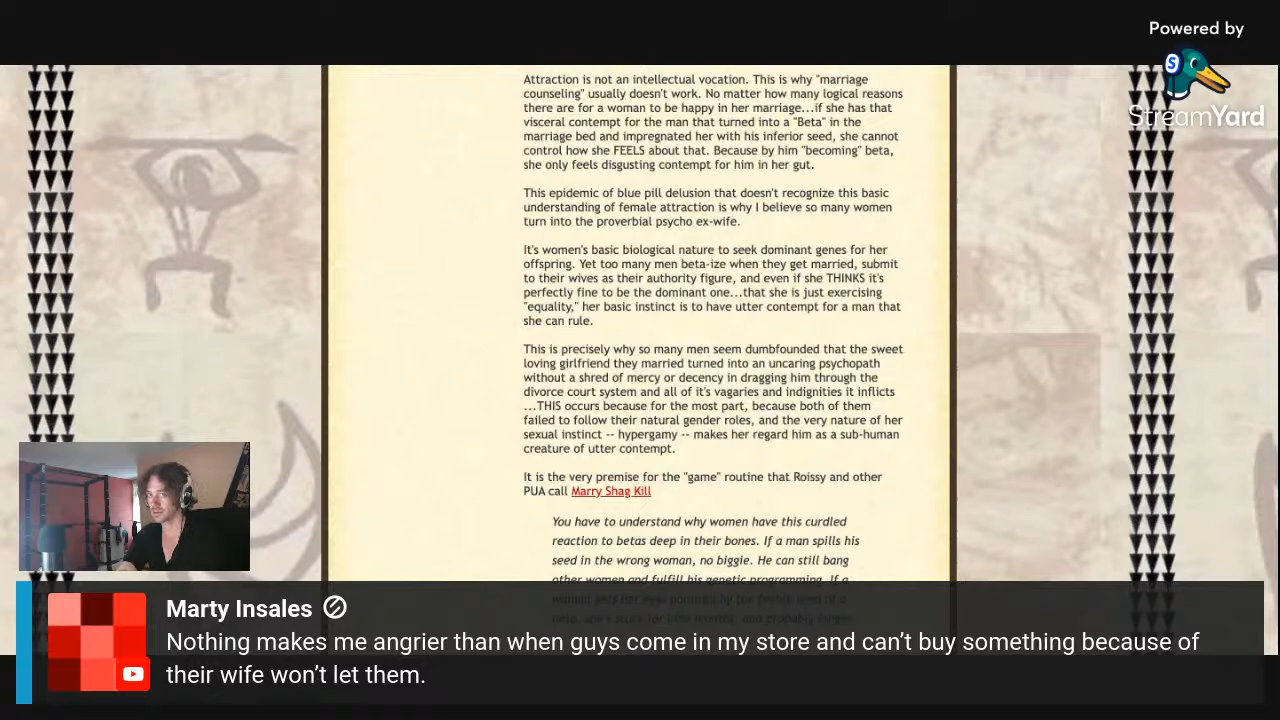 Powered by
StreamYard
Attraction is not an intellectual vocation. This is why "marriage
counseling" usually doesn't work. No matter how many logical reasons
there are for a woman to be happy in her marriage...if she has that
visceral contempt for the man that turned into a "Beta" in the
marriage bed and impregnated her with his inferior seed, she cannot
control how she FEELS about that. Because by him "becoming" beta,
she only feels disgusting contempt for him in her gut.
This epidemic of blue pill delusion that doesn't recognize this basic
understanding of female attraction is why I believe so many women
turn into the proverbial psycho ex-wife.
It's women's basic biological nature to seek dominant genes for her
offspring. Yet too many men beta-ize when they get married, submit
to their wives as their authority figure, and even if she THINKS it's
perfectly fine to be the dominant one...that she is just exercising
"equality," her basic instinct is to have utter contempt for a man that
she can rule.
This is precisely why so many men seem dumbfounded that the sweet
loving girlfriend they married turned into an uncaring psychopath
without a shred of mercy or decency in dragging him through the
divorce court system and all of it's vagaries and indignities it inflicts
...THIS occurs because for the most part, because both of them
failed to follow their natural gender roles, and the very nature of her
sexual instinct -- hypergamy -- makes her regard him as a sub-human
creature of utter contempt.
It is the very premise for the "game" routine that Roissy and other
PUA call Marry Shag Kill
You have to understand why women have this curdled
reaction to betas deep in their bones. If a man spills his
seed in the wrong woman, no biggie. He can still bang
other women and fulfill his genetic programming. If a
Marty Insales
Nothing makes me angrier than when guys come in my store and can’t buy something because of
their wife won’t let them.